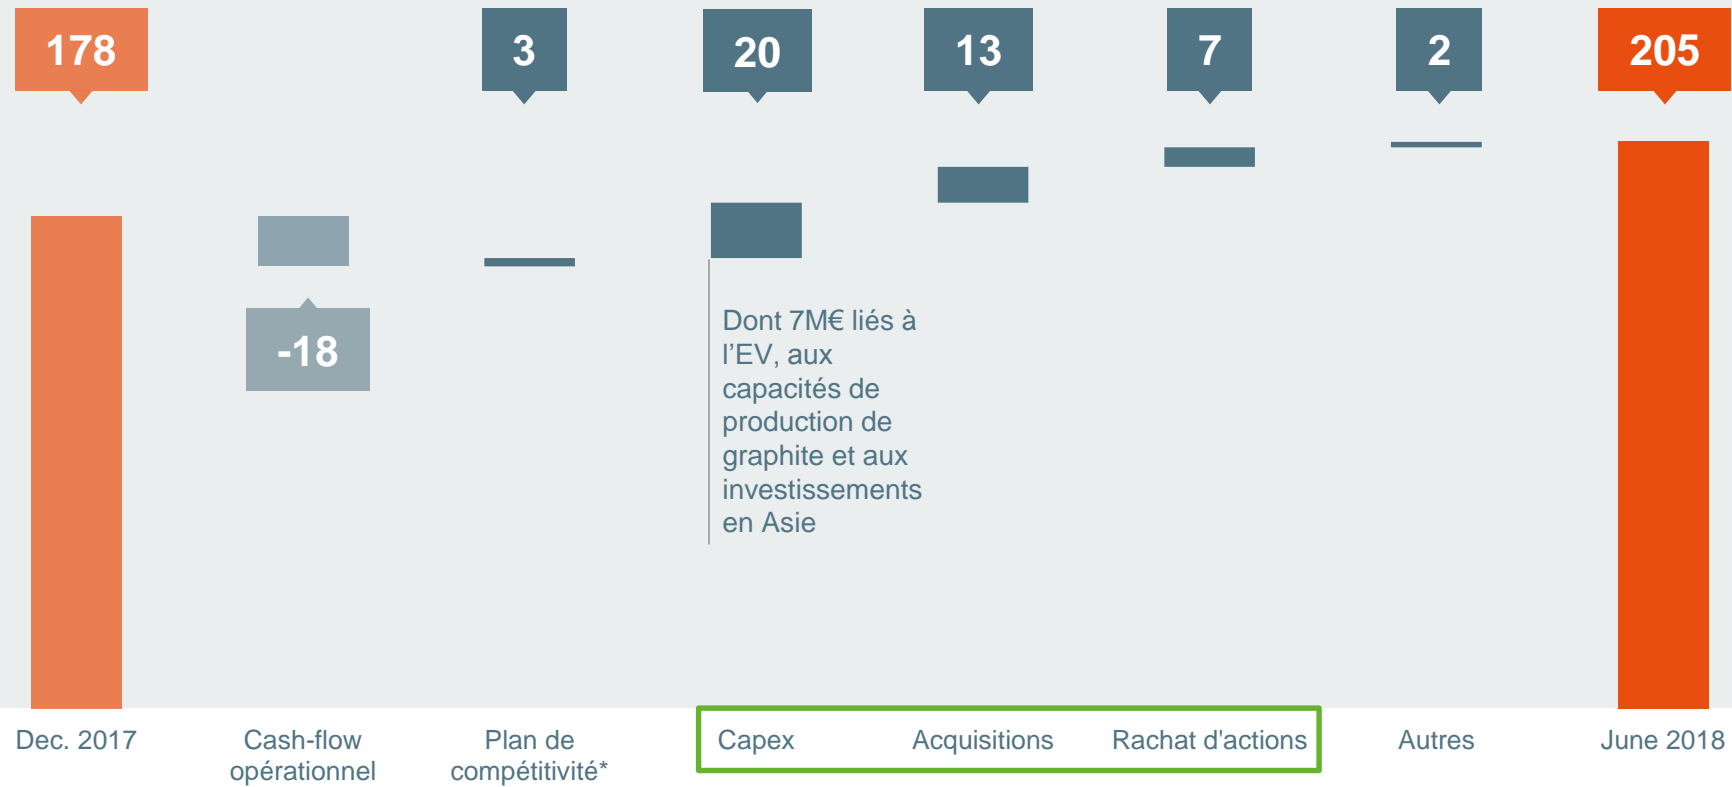 178
3
20
13
7
2
205
-18
Dont 7M€ liés à
l’EV, aux
capacités de
production de
graphite et aux
investissements
en Asie
Dec. 2017
Cash-flow
opérationnel
Plan de
compétitivité*
Capex
Acquisitions
Rachat d'actions
Autres
June 2018